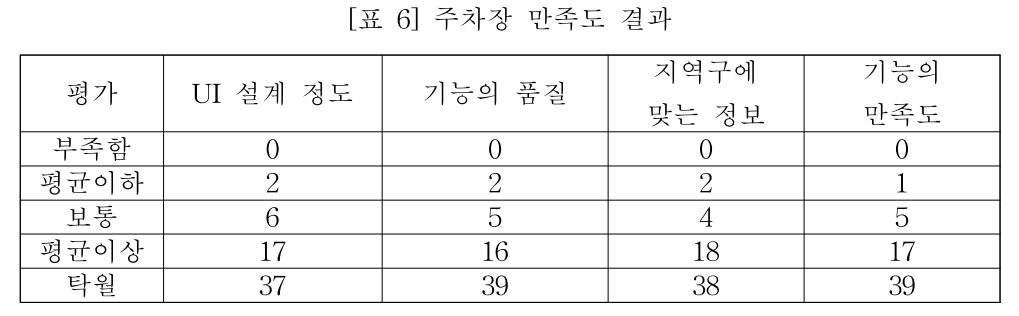 [표 6] 주차장 만족도 결과
평가 UI 설계 정도 기능의 품질 지역구에 맞는 정보 기능의 만족도
부족함 0 0 0 0
평균이하 2 2 2 1
보통 6 5 4 5
평균이상 17 16 18 17
탁월 37 39 38 39